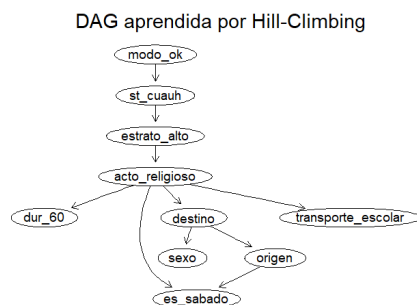 DAG aprendida por Hill-Climbing
modo_ok
st_cuauh
estrato_alto
acto_religioso
dur_60
destino
transporte_escolar
sexo
origen
es_sabado